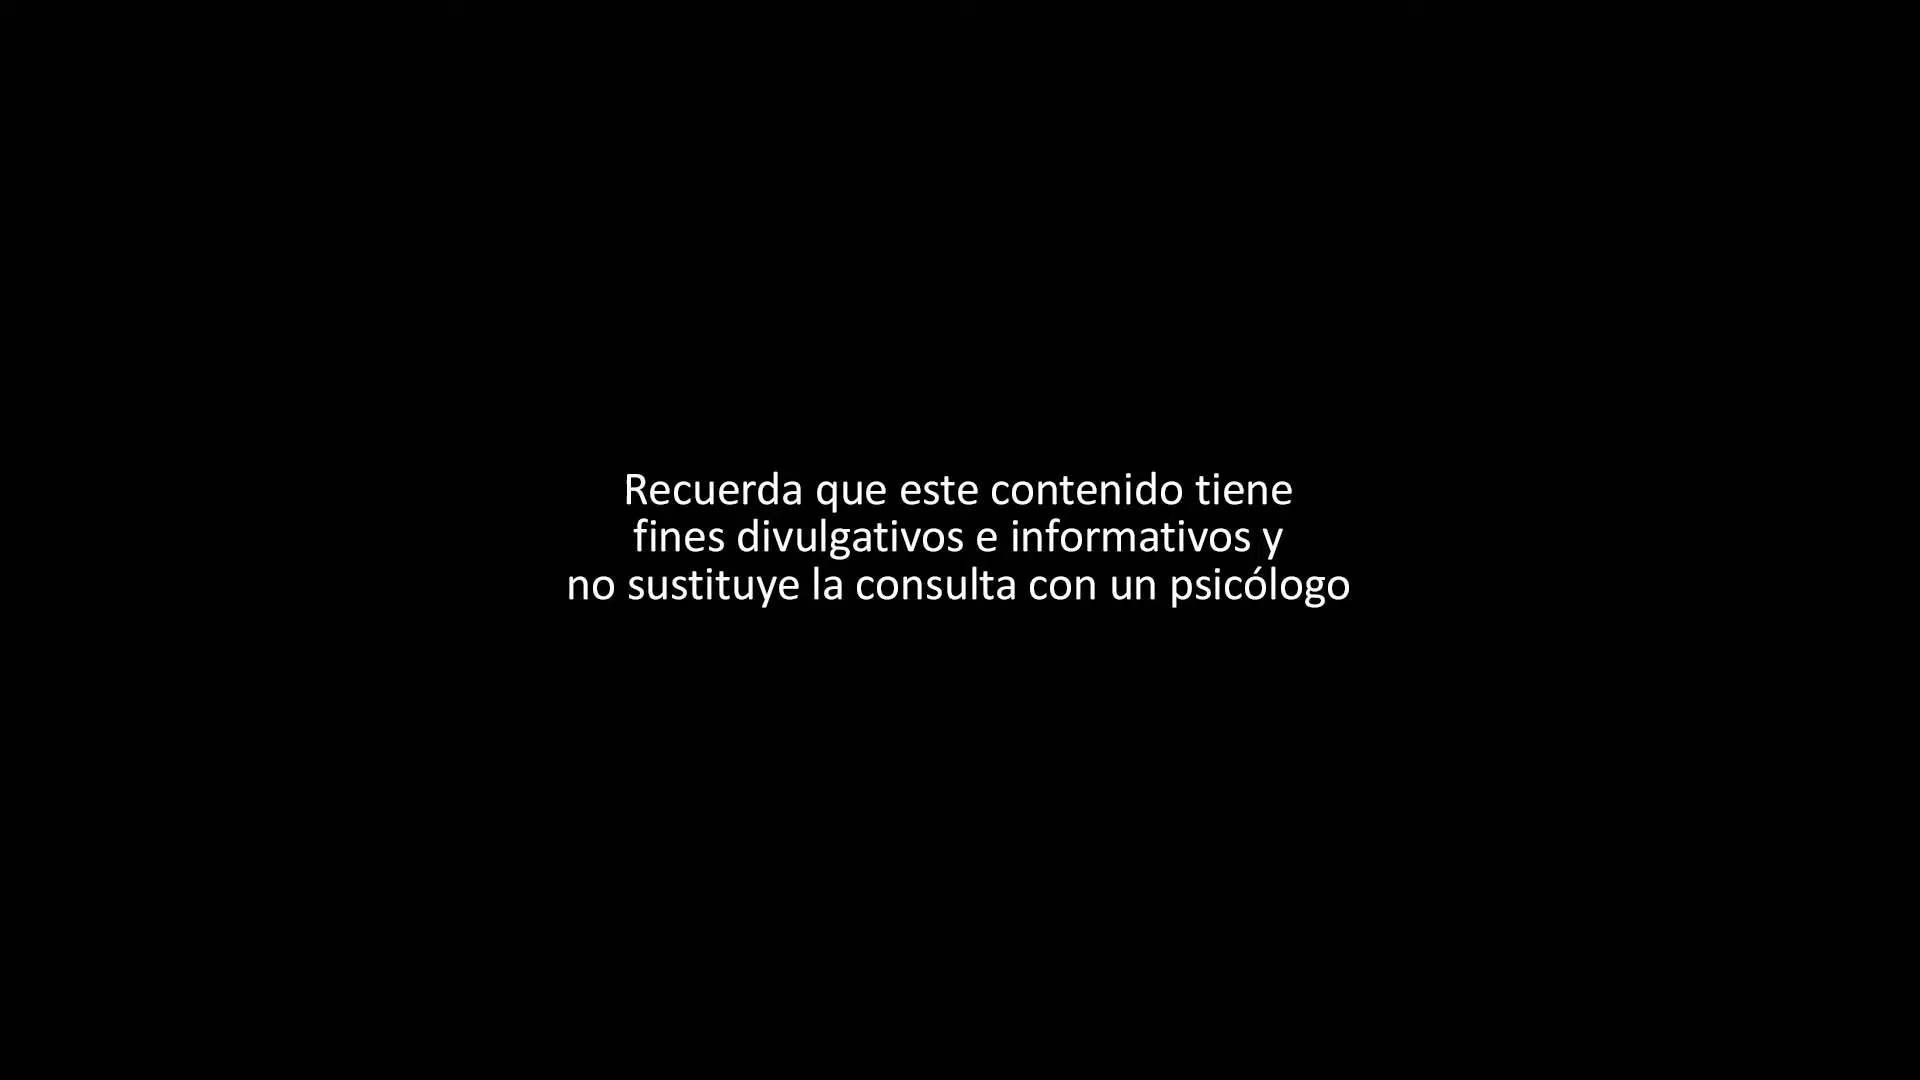 Recuerda que este contenido tiene
fines divulgativos e informativos y
no sustituye la consulta con un psicólogo